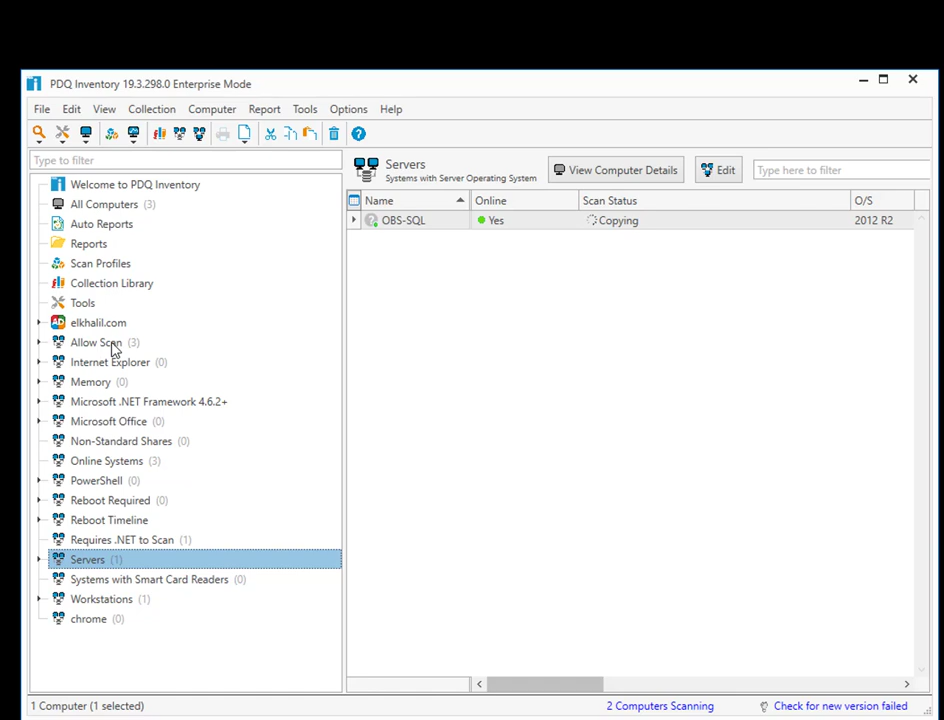 PDQ Inventory 19.3.298.0 Enterprise Mode
File Edit View Collection Computer Report Tools Options Help
Type to filter
Servers
Systems with Server Operating System
View Computer Details
Edit
Type here to filter
Name Online Scan Status O/S
OBS-SQL Yes Copying 2012 R2
Welcome to PDQ Inventory
All Computers (3)
Auto Reports
Reports
Scan Profiles
Collection Library
Tools
AD elkhalil.com
Allow Scan (3)
Internet Explorer (0)
Memory (0)
Microsoft .NET Framework 4.6.2+
Microsoft Office (0)
Non-Standard Shares (0)
Online Systems (3)
PowerShell (0)
Reboot Required (0)
Reboot Timeline
Requires .NET to Scan (1)
Servers (1)
Systems with Smart Card Readers (0)
Workstations (1)
chrome (0)
1 Computer (1 selected)
2 Computers Scanning
Check for new version failed